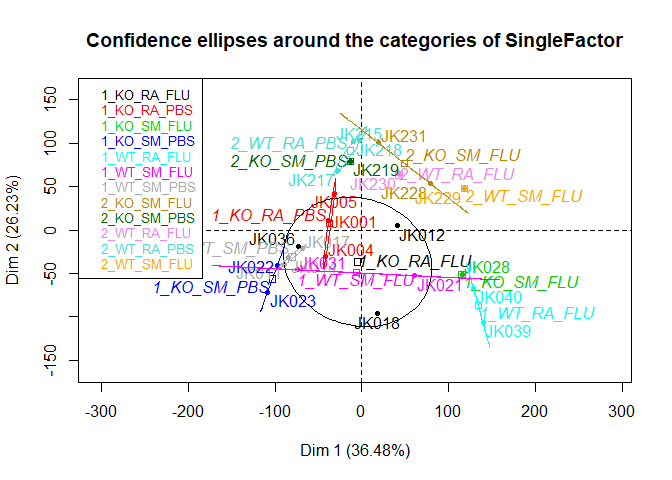 Confidence ellipses around the categories of SingleFactor
1_KO_RA_FLU
1_KO_RA_PBS
1_KO_SM_FLU
1_KO_SM_PBS
1_WT_RA_FLU
1_WT_SM_FLU
1_WT_SM_PBS
2_KO_SM_FLU
2_KO_SM_PBS
2_WT_RA_FLU
2_WT_RA_PBS
2_WT_SM_FLU
JK215
JK231
2_WT_RA_PBS
JK218
2_KO_SM_FLU
2_KO_SM_PBS
JK219
2_WT_RA_FLU
JK217
JK230
JK228
JK229
2_WT_SM_FLU
JK005
1_KO_RA_PBS
JK001
JK012
JK036
JK004
1_KO_RA_FLU
JK022
JK031
JK028
1_KO_SM_PBS
1_WT_SM_FLU
JK021
1_KO_SM_FLU
JK023
JK040
1_WT_RA_FLU
JK018
JK039
150
100
50
0
-50
-150
Dim 2 (26.23%)
-300
-200
-100
0
100
200
300
Dim 1 (36.48%)